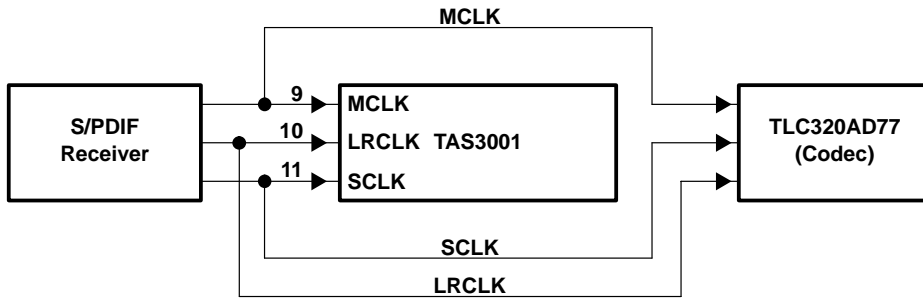 MCLK
S/PDIF
Receiver
9
MCLK
10
LRCLK TAS3001
11
SCLK
TLC320AD77
(Codec)
SCLK
LRCLK